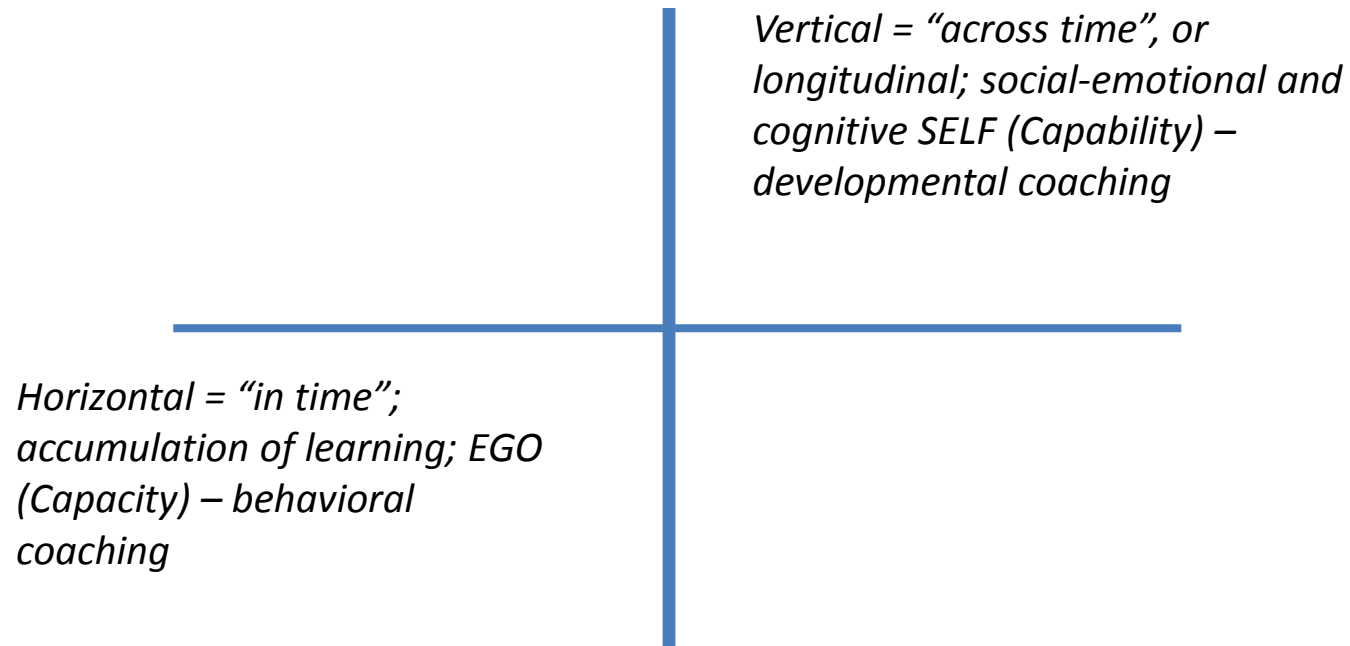 Vertical = “across time”, or
longitudinal; social-emotional and
cognitive SELF (Capability) –
developmental coaching
Horizontal = “in time”;
accumulation of learning; EGO
(Capacity) – behavioral
coaching